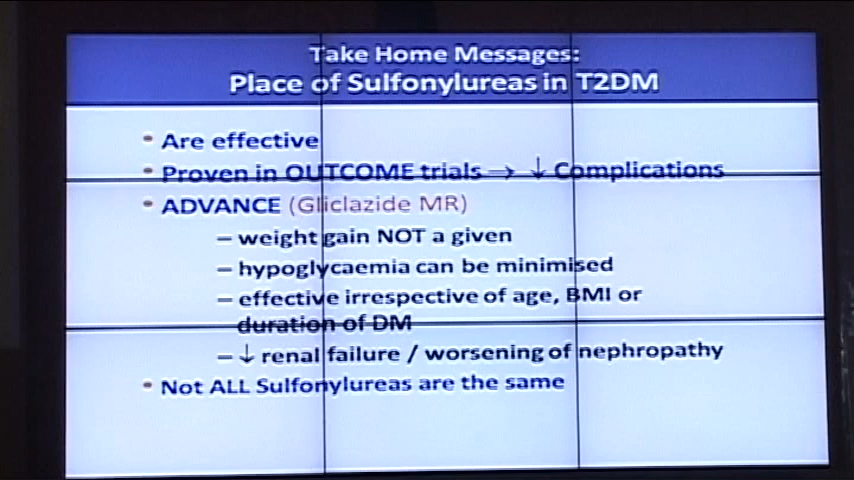 Take Home Messages:
Place of Sulfonylureas in T2DM
• Are effective
• Proven in OUTCOME trials → ↓ Complications
• ADVANCE (Gliclazide MR)
– weight gain NOT a given
– hypoglycaemia can be minimised
– effective irrespective of age, BMI or
duration of DM
– ↓ renal failure / worsening of nephropathy
• Not ALL Sulfonylureas are the same